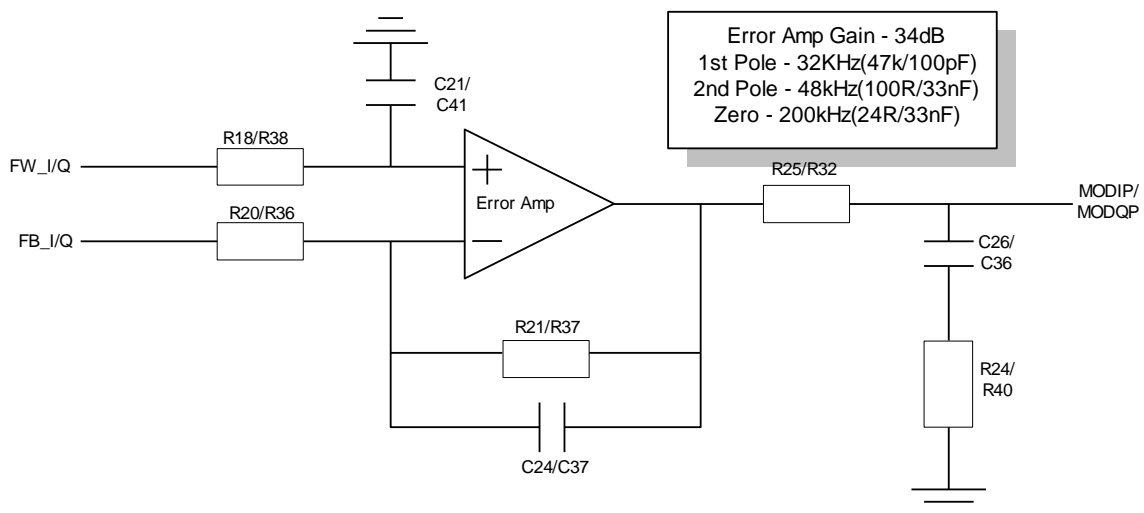 Error Amp Gain - 34dB
1st Pole - 32KHz(47k/100pF)
2nd Pole - 48kHz(100R/33nF)
Zero - 200kHz(24R/33nF)
C21/
C41
R18/R38
FW_I/Q
R20/R36
FB_I/Q
Error Amp
R25/R32
MODIP/
MODQP
C26/
C36
R21/R37
C24/C37
R24/
R40